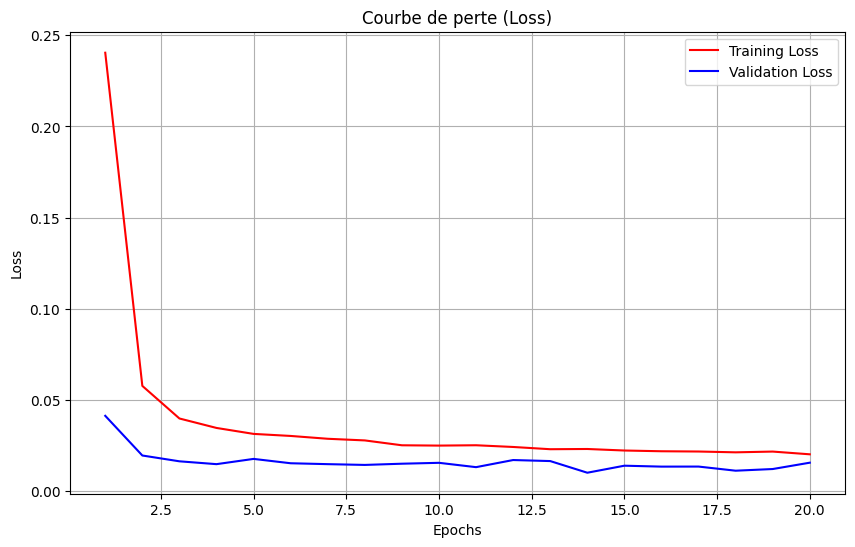 Courbe de perte (Loss)
Training Loss
Validation Loss
0.25
0.20
0.15
0.10
0.05
0.00
Loss
2.5 5.0 7.5 10.0 12.5 15.0 17.5 20.0
Epochs